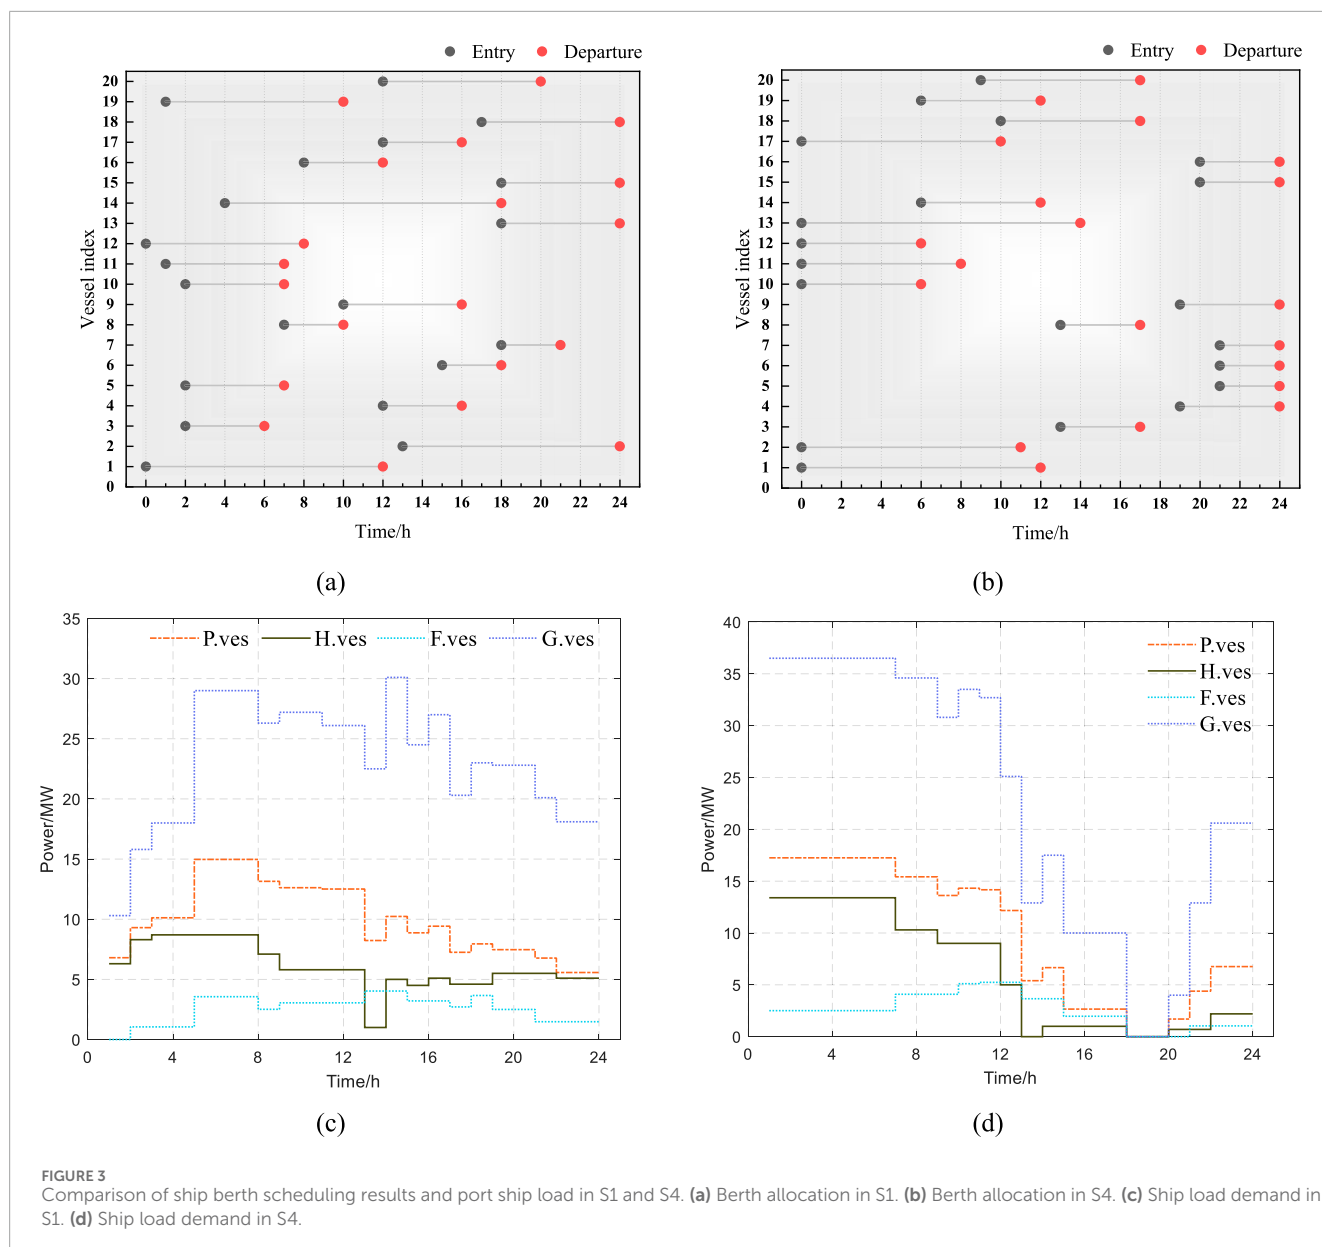 Entry Departure
Entry Departure
Vessel index
20
19
18
17
16
15
14
13
12
11
10
9
8
7
6
5
4
3
2
1
0
0 2 4 6 8 10 12 14 16 18 20 22 24
Time/h
(a)
Vessel index
20
19
18
17
16
15
14
13
12
11
10
9
8
7
6
5
4
3
2
1
0
0 2 4 6 8 10 12 14 16 18 20 22 24
Time/h
(b)
P.ves H.ves F.ves G.ves
Power/MW
35
30
25
20
15
10
5
0
0 4 8 12 16 20 24
Time/h
(c)
P.ves
H.ves
F.ves
G.ves
Power/MW
40
35
30
25
20
15
10
5
0
0 4 8 12 16 20 24
Time/h
(d)
FIGURE 3
Comparison of ship berth scheduling results and port ship load in S1 and S4. (a) Berth allocation in S1. (b) Berth allocation in S4. (c) Ship load demand in
S1. (d) Ship load demand in S4.